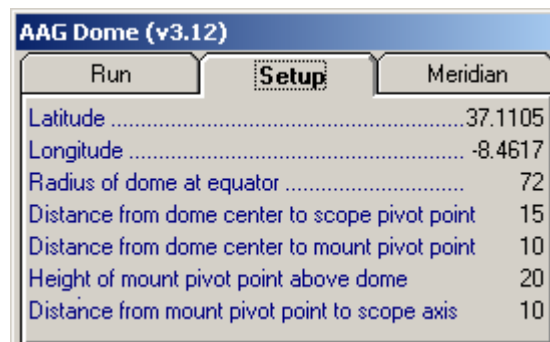 AAG Dome (v3.12)
Run Setup Meridian
Latitude ................................................................37.1105
Longitude ............................................................. -8.4617
Radius of dome at equator ................................ 72
Distance from dome center to scope pivot point 15
Distance from dome center to mount pivot point 10
Height of mount pivot point above dome 20
Distance from mount pivot point to scope axis 10